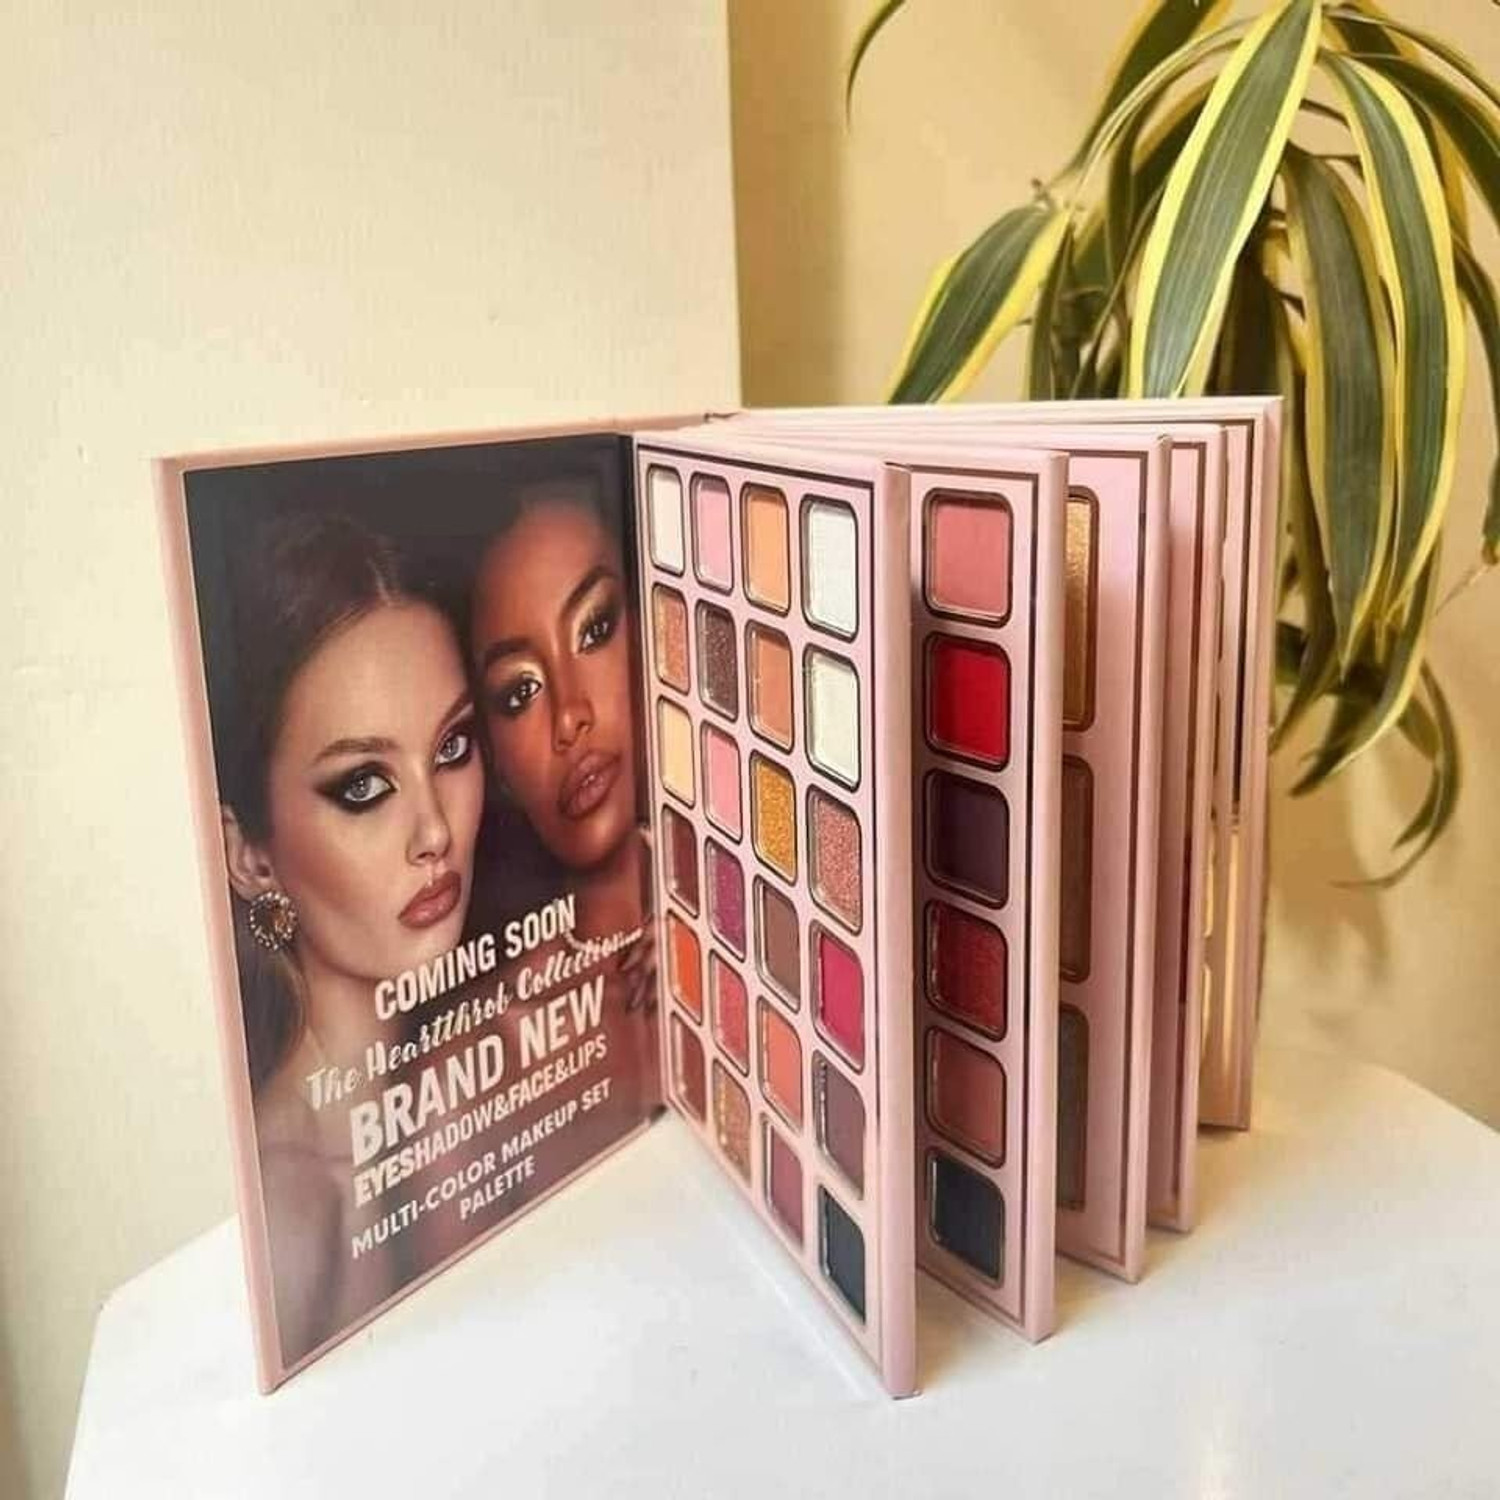 COMING SOON
The Heartthrob Collection
BRAND NEW
EYESHADOW&FACE&LIPS
MULTI-COLOR MAKEUP SET
PALETTE